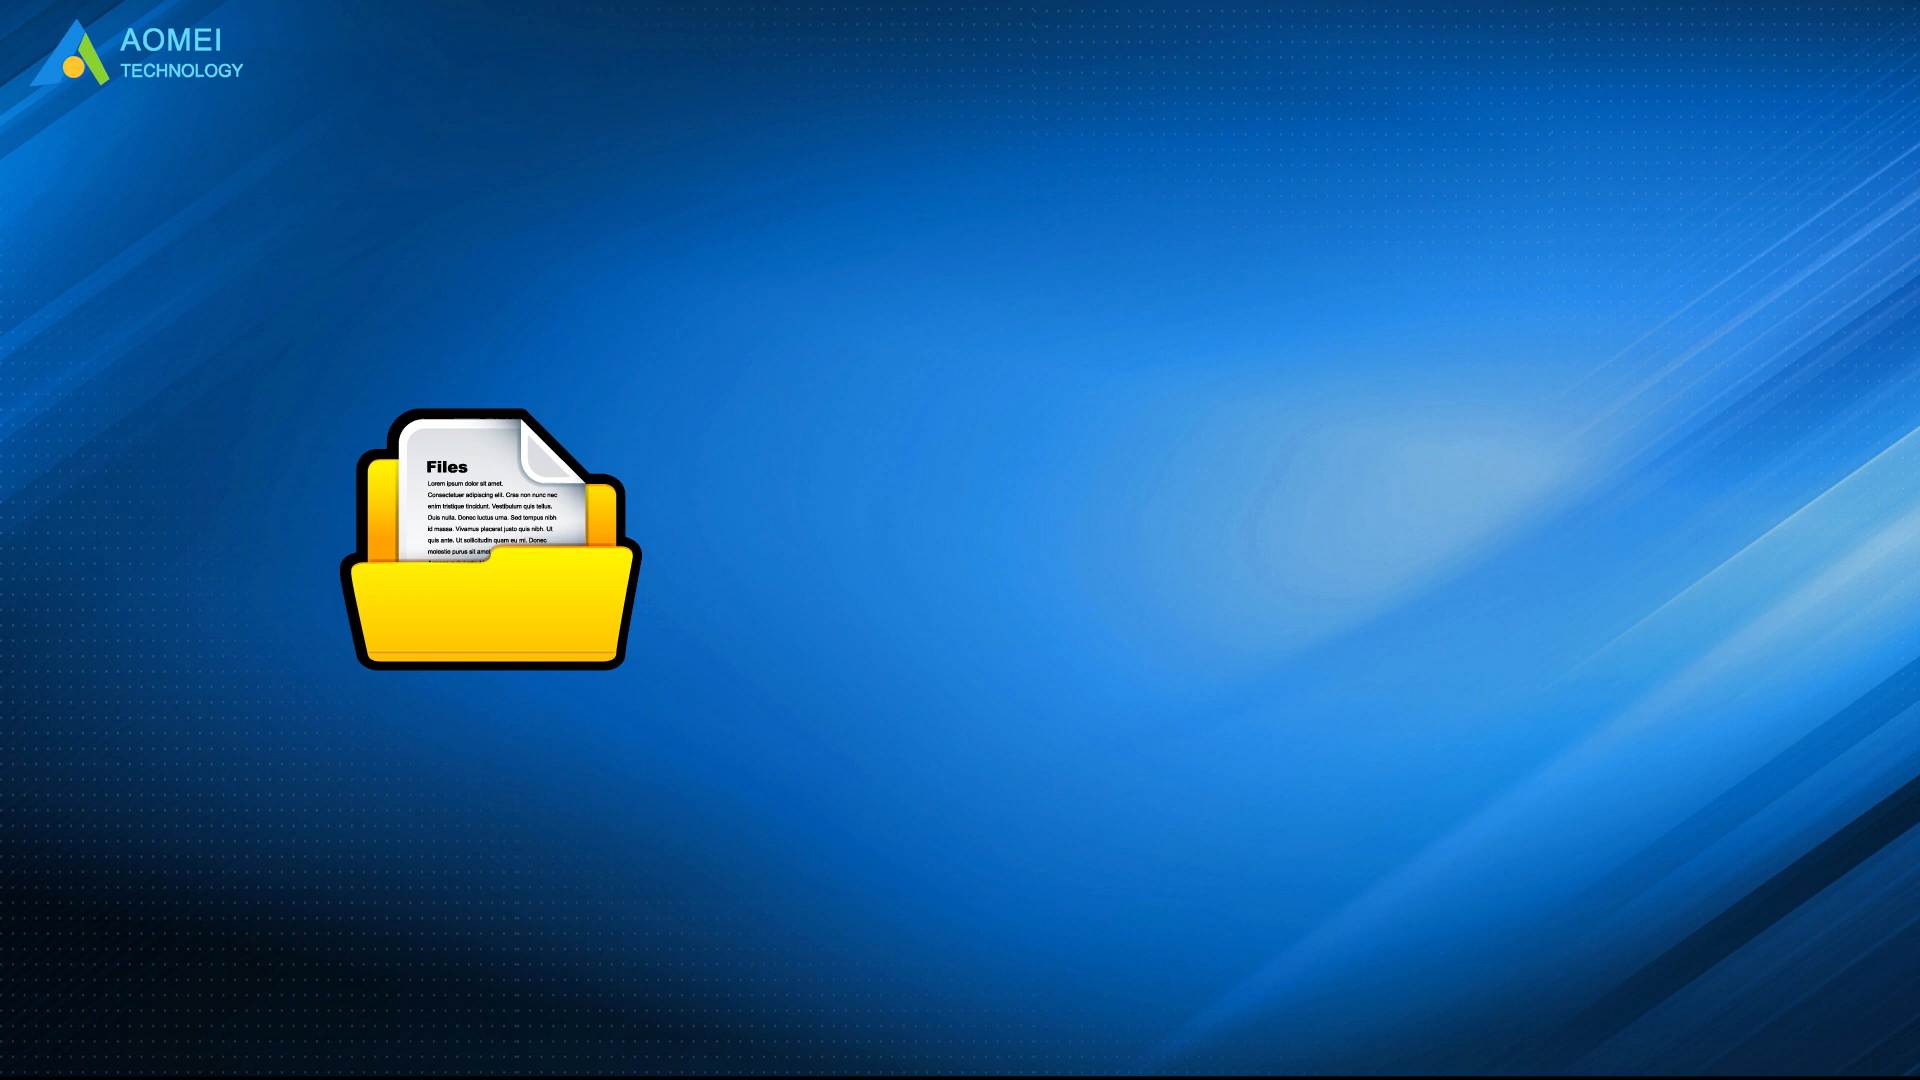 AOMEI
TECHNOLOGY
Files
Lorem ipsum dolor sit amet.
Consectetuer adipiscing elit. Cras non nunc nec
enim tristique tincidunt. Vestibulum quis tellus.
Duis nulla. Donec luctus urna. Sed tempus nibh
id massa. Vivamus placerat justo quis nibh. Ut
quis ante. Ut sollicitudin quam eu mi. Donec
molestie purus sit amet